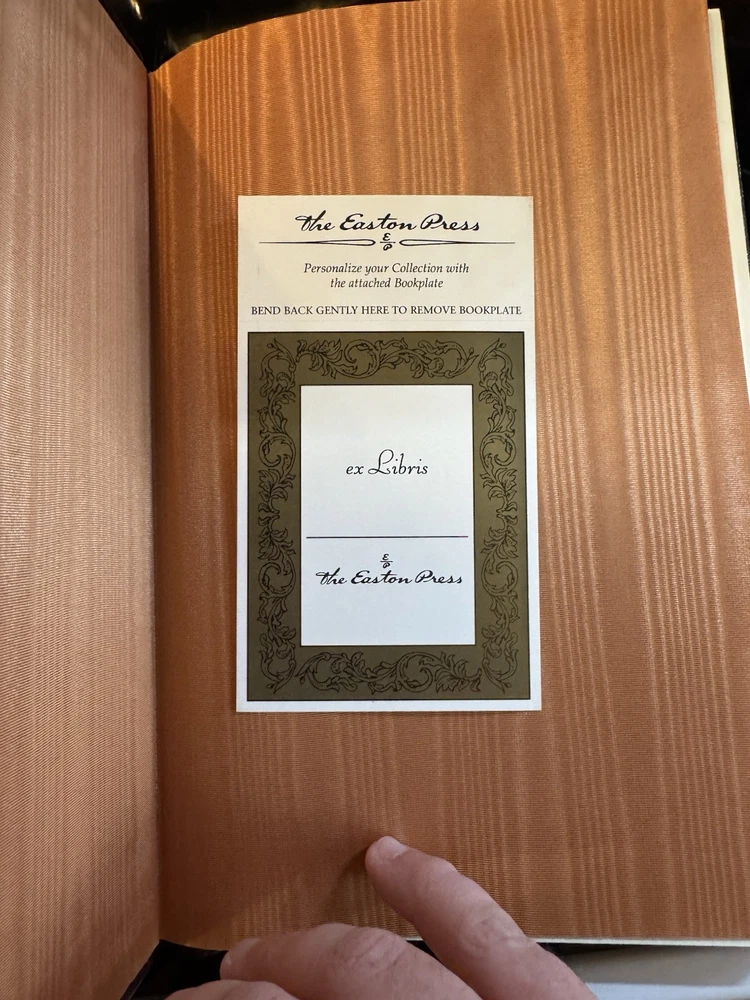 The Easton Press
E
P
Personalize your Collection with
the attached Bookplate
BEND BACK GENTLY HERE TO REMOVE BOOKPLATE
ex Libris
E
P
The Easton Press